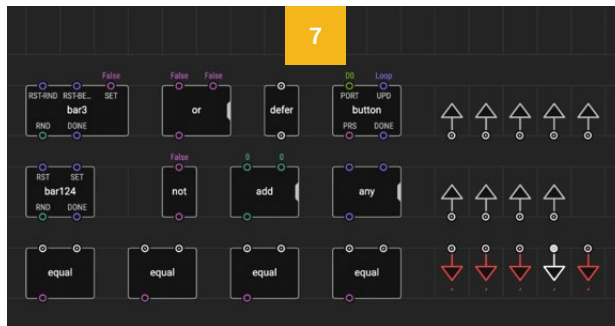 7
False False False D0 Loop
RST-RND RST-BE... SET PORT UPD
bar3 or defer button
RND DONE PRS DONE
False 0 0
RST SET
bar124 not add any
RND DONE
equal equal equal equal